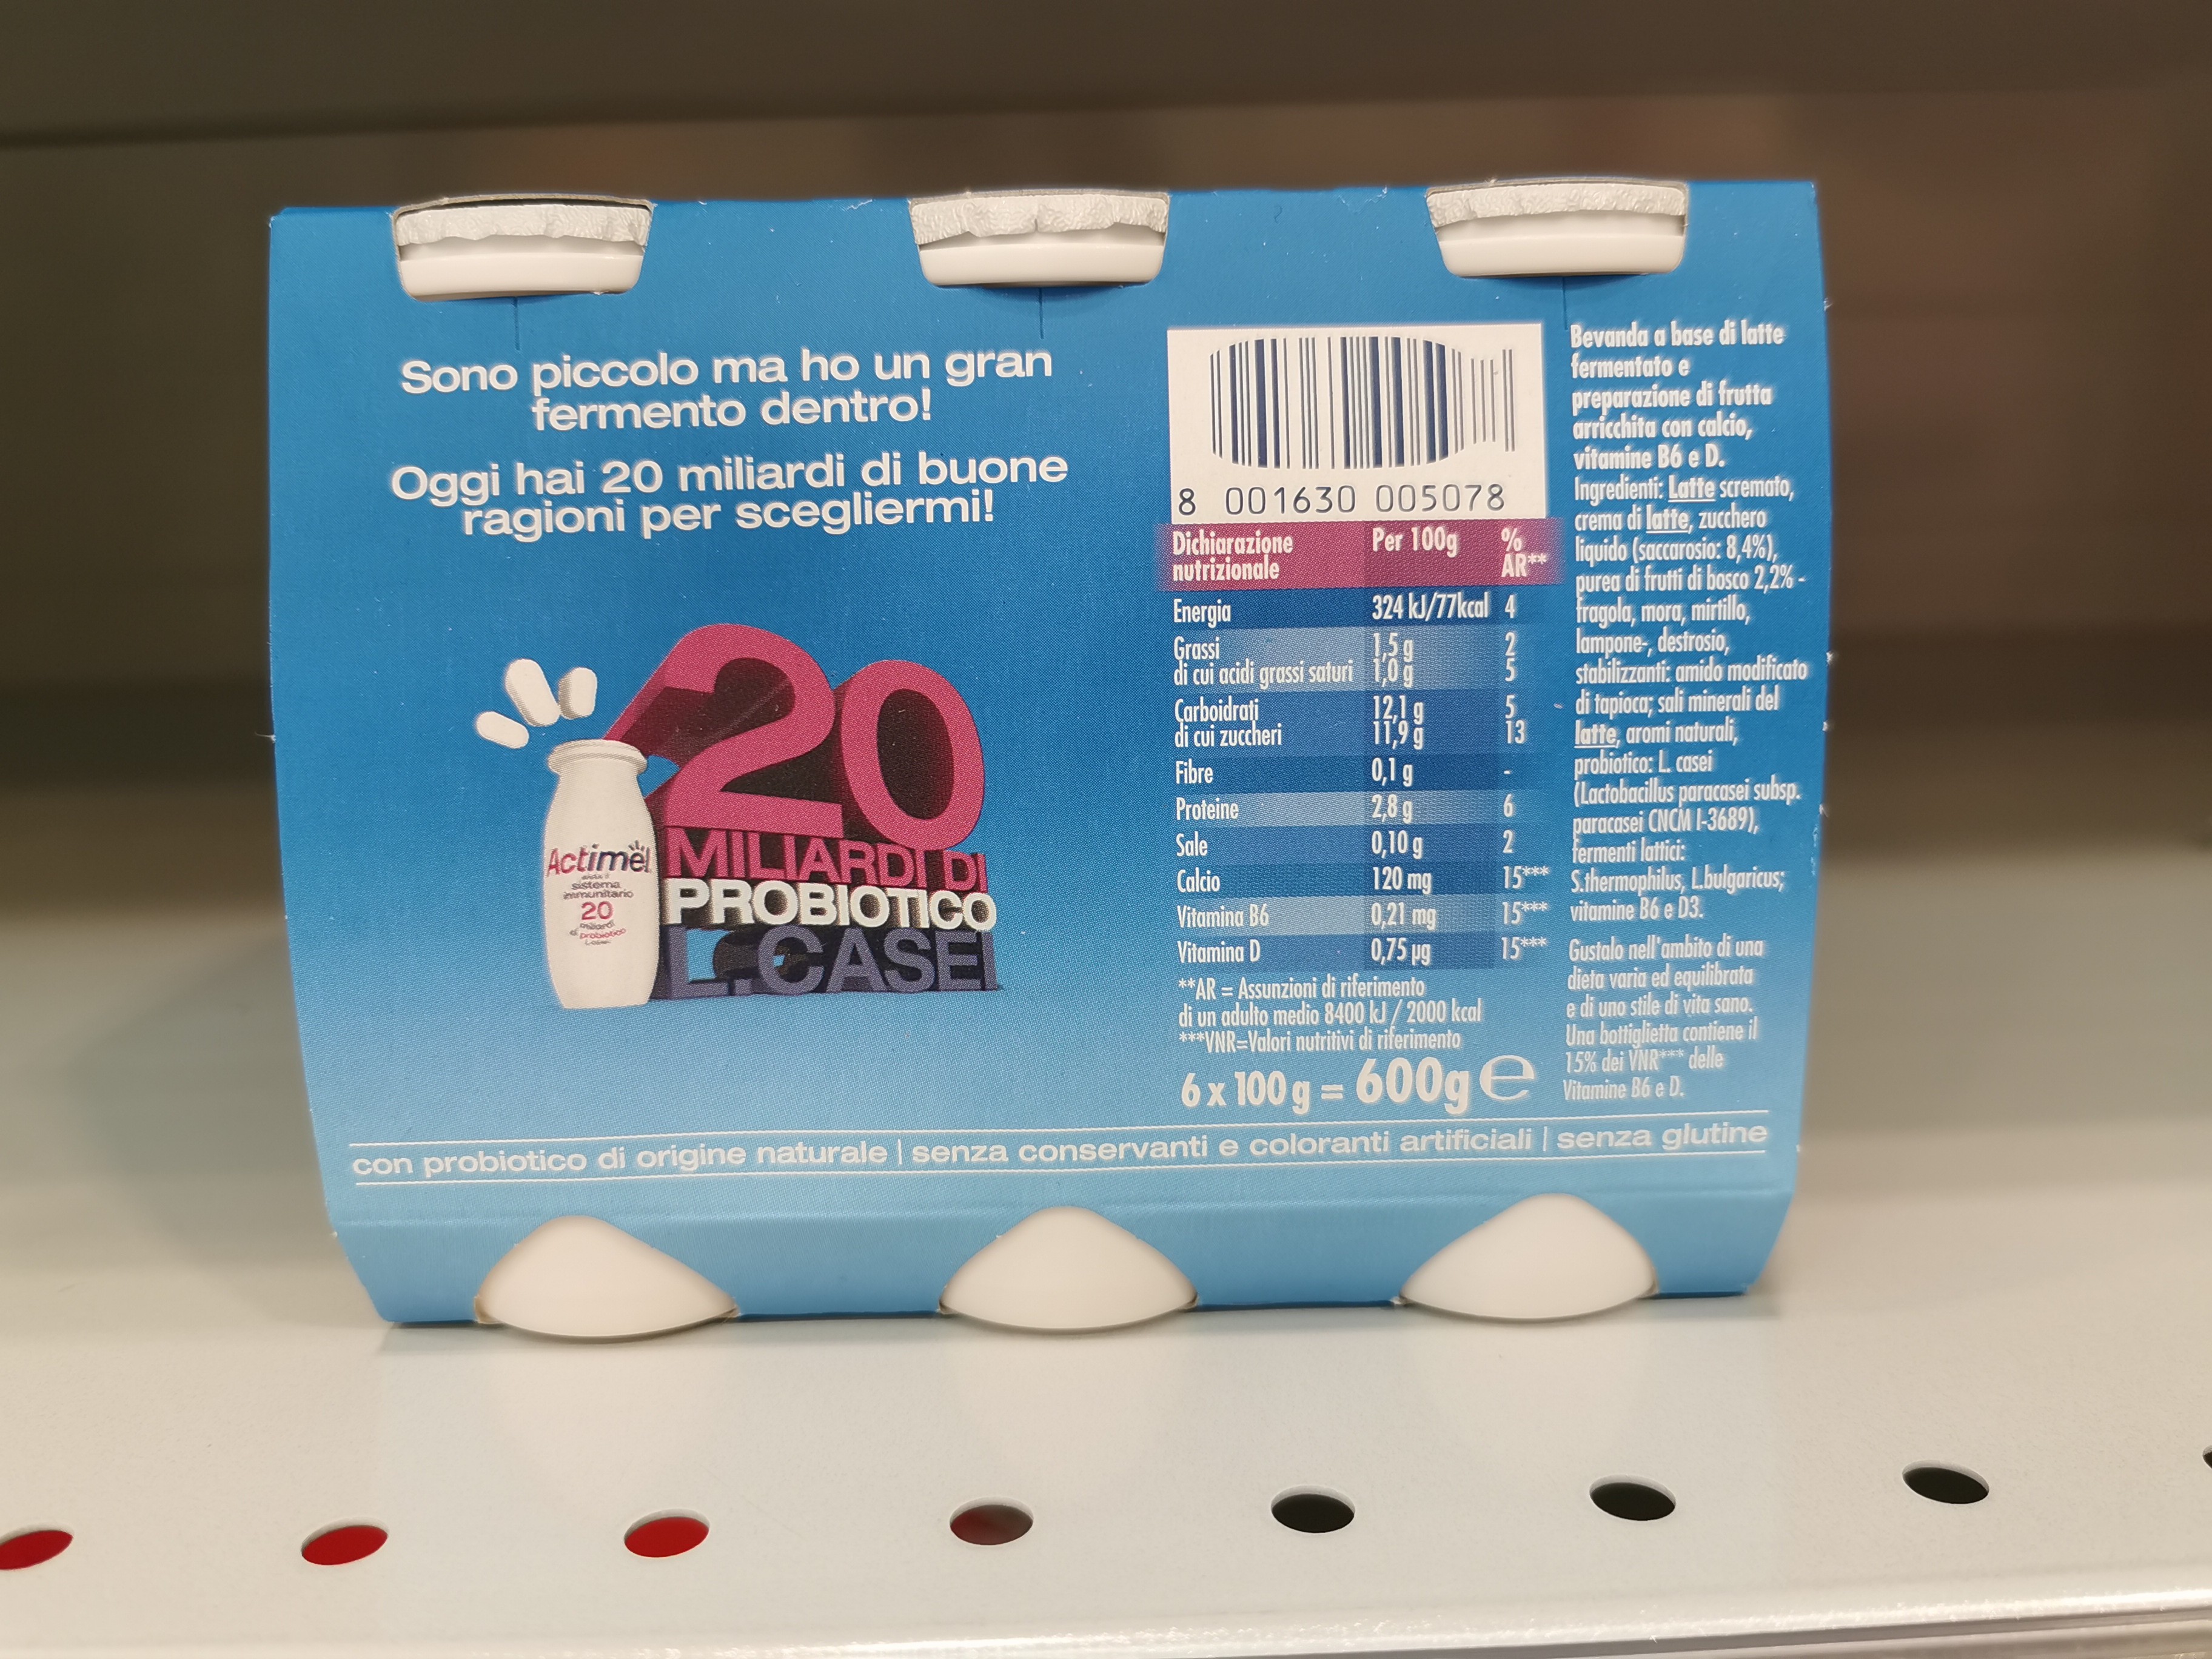 Sono piccolo ma ho un gran
fermento dentro!
Oggi hai 20 miliardi di buone
ragioni per scegliermi!
20
MILIARDI DI
PROBIOTICO
L.CASEI
Actimel
aiuta il
sistema
immunitario
20
miliardi
di probiotico
L.casei
8 001630 005078
Dichiarazione nutrizionale Per 100g % AR**
Energia 324 kJ/77kcal 4
Grassi 1,5 g 2
di cui acidi grassi saturi 1,0 g 5
Carboidrati 12,1 g 5
di cui zuccheri 11,9 g 13
Fibre 0,1 g -
Proteine 2,8 g 6
Sale 0,10 g 2
Calcio 120 mg 15***
Vitamina B6 0,21 mg 15***
Vitamina D 0,75 µg 15***
**AR = Assunzioni di riferimento
di un adulto medio 8400 kJ / 2000 kcal
***VNR=Valori nutritivi di riferimento
6 x 100 g = 600g e
Bevanda a base di latte
fermentato e
preparazione di frutta
arricchita con calcio,
vitamine B6 e D.
Ingredienti: Latte scremato,
crema di latte, zucchero
liquido (saccarosio: 8,4%),
purea di frutti di bosco 2,2% -
fragola, mora, mirtillo,
lampone-, destrosio,
stabilizzanti: amido modificato
di tapioca; sali minerali del
latte, aromi naturali,
probiotico: L. casei
(Lactobacillus paracasei subsp.
paracasei CNCM I-3689),
fermenti lattici:
S.thermophilus, L.bulgaricus;
vitamine B6 e D3.
Gustalo nell'ambito di una
dieta varia ed equilibrata
e di uno stile di vita sano.
Una bottiglietta contiene il
15% dei VNR*** delle
Vitamine B6 e D.
con probiotico di origine naturale | senza conservanti e coloranti artificiali | senza glutine